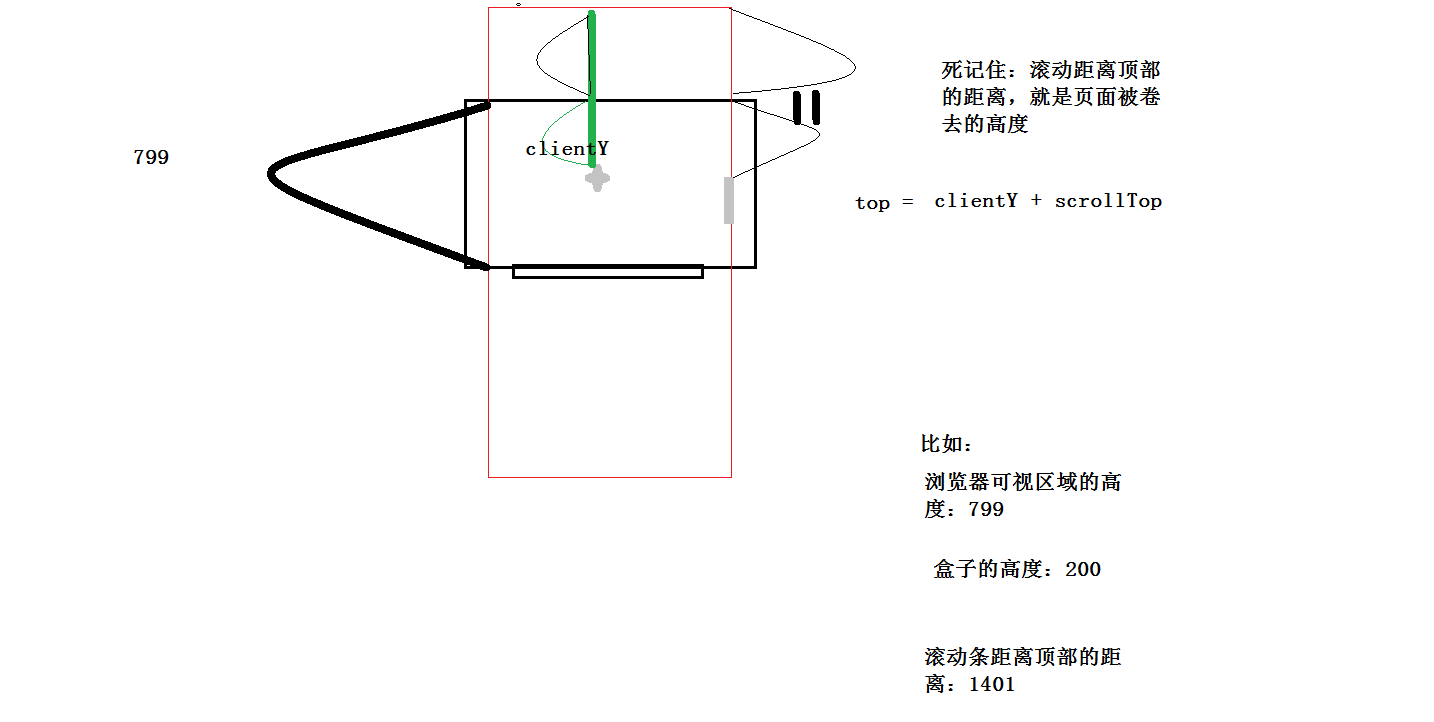 死记住：滚动距离顶部
的距离，就是页面被卷
去的高度
clientY
799
top = clientY + scrollTop
比如：
浏览器可视区域的高
度：799
盒子的高度：200
滚动条距离顶部的距
离：1401